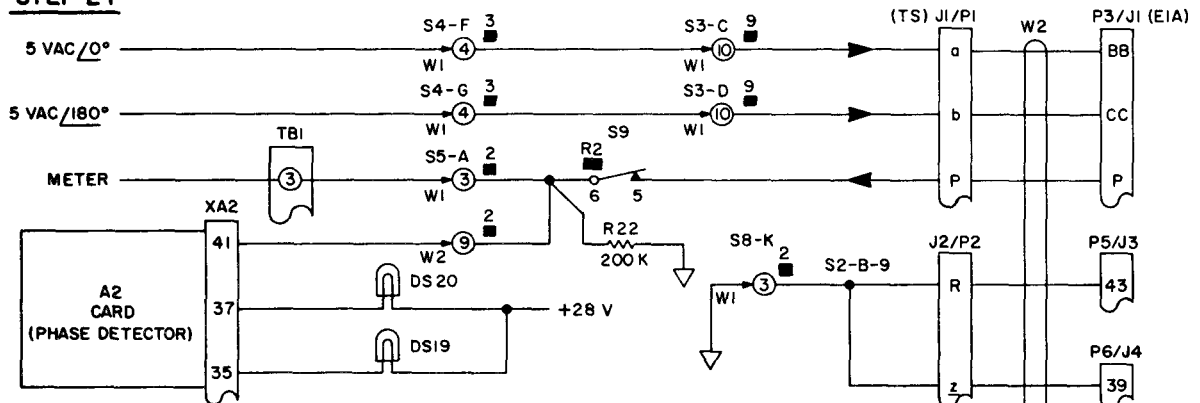 (TS) J1/P1 W2 P3/J1 (EIA)
5 VAC/0° S4-F 3 4 W1 S3-C 9 10 W1 a BB
5 VAC/180° S4-G 3 4 W1 S3-D 9 10 W1 b CC
METER TB1 3 S5-A 2 3 W1 R2 S9 6 5 P P
XA2
41 2 9 W2 R22 200 K
A2 CARD (PHASE DETECTOR)
37 DS20 +28 V
35 DS19
S8-K 2 3 W1 S2-B-9 J2/P2 R P5/J3 43
z P6/J4 39